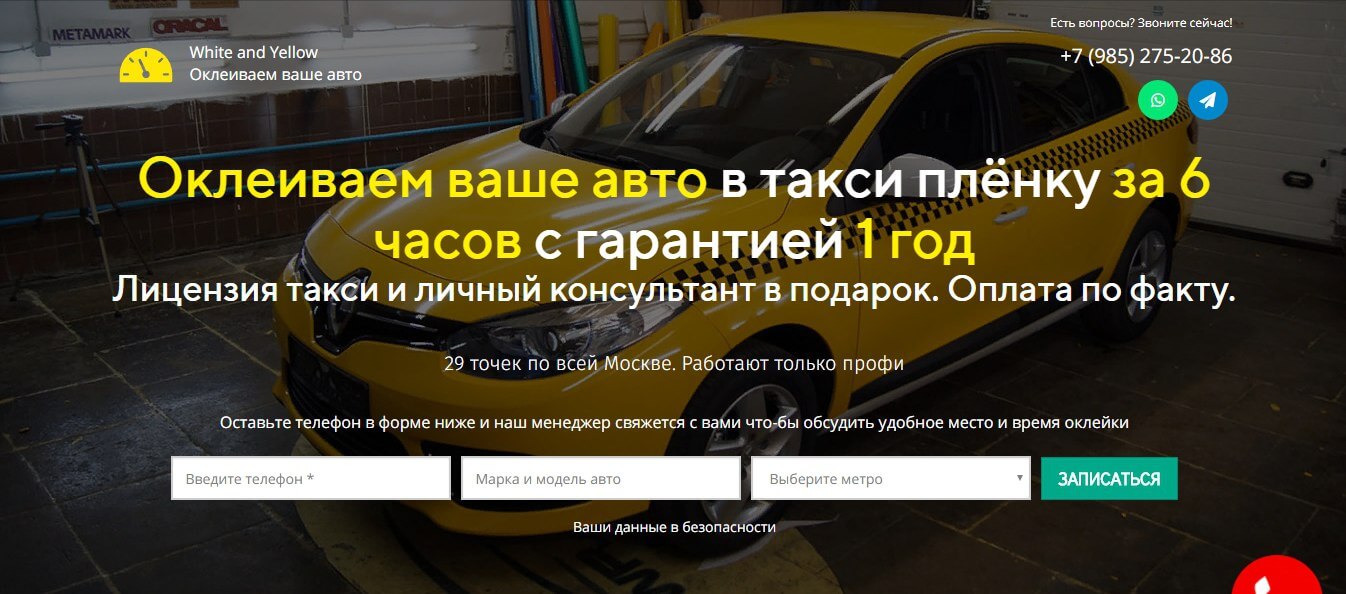 METAMARK
ORACAL
White and Yellow
Оклеиваем ваше авто
Есть вопросы? Звоните сейчас!
+7 (985) 275-20-86
Оклеиваем ваше авто в такси плёнку за 6
часов с гарантией 1 год
Лицензия такси и личный консультант в подарок. Оплата по факту.
29 точек по всей Москве. Работают только профи
Оставьте телефон в форме ниже и наш менеджер свяжется с вами что-бы обсудить удобное место и время оклейки
Введите телефон *
Марка и модель авто
Выберите метро
ЗАПИСАТЬСЯ
Ваши данные в безопасности